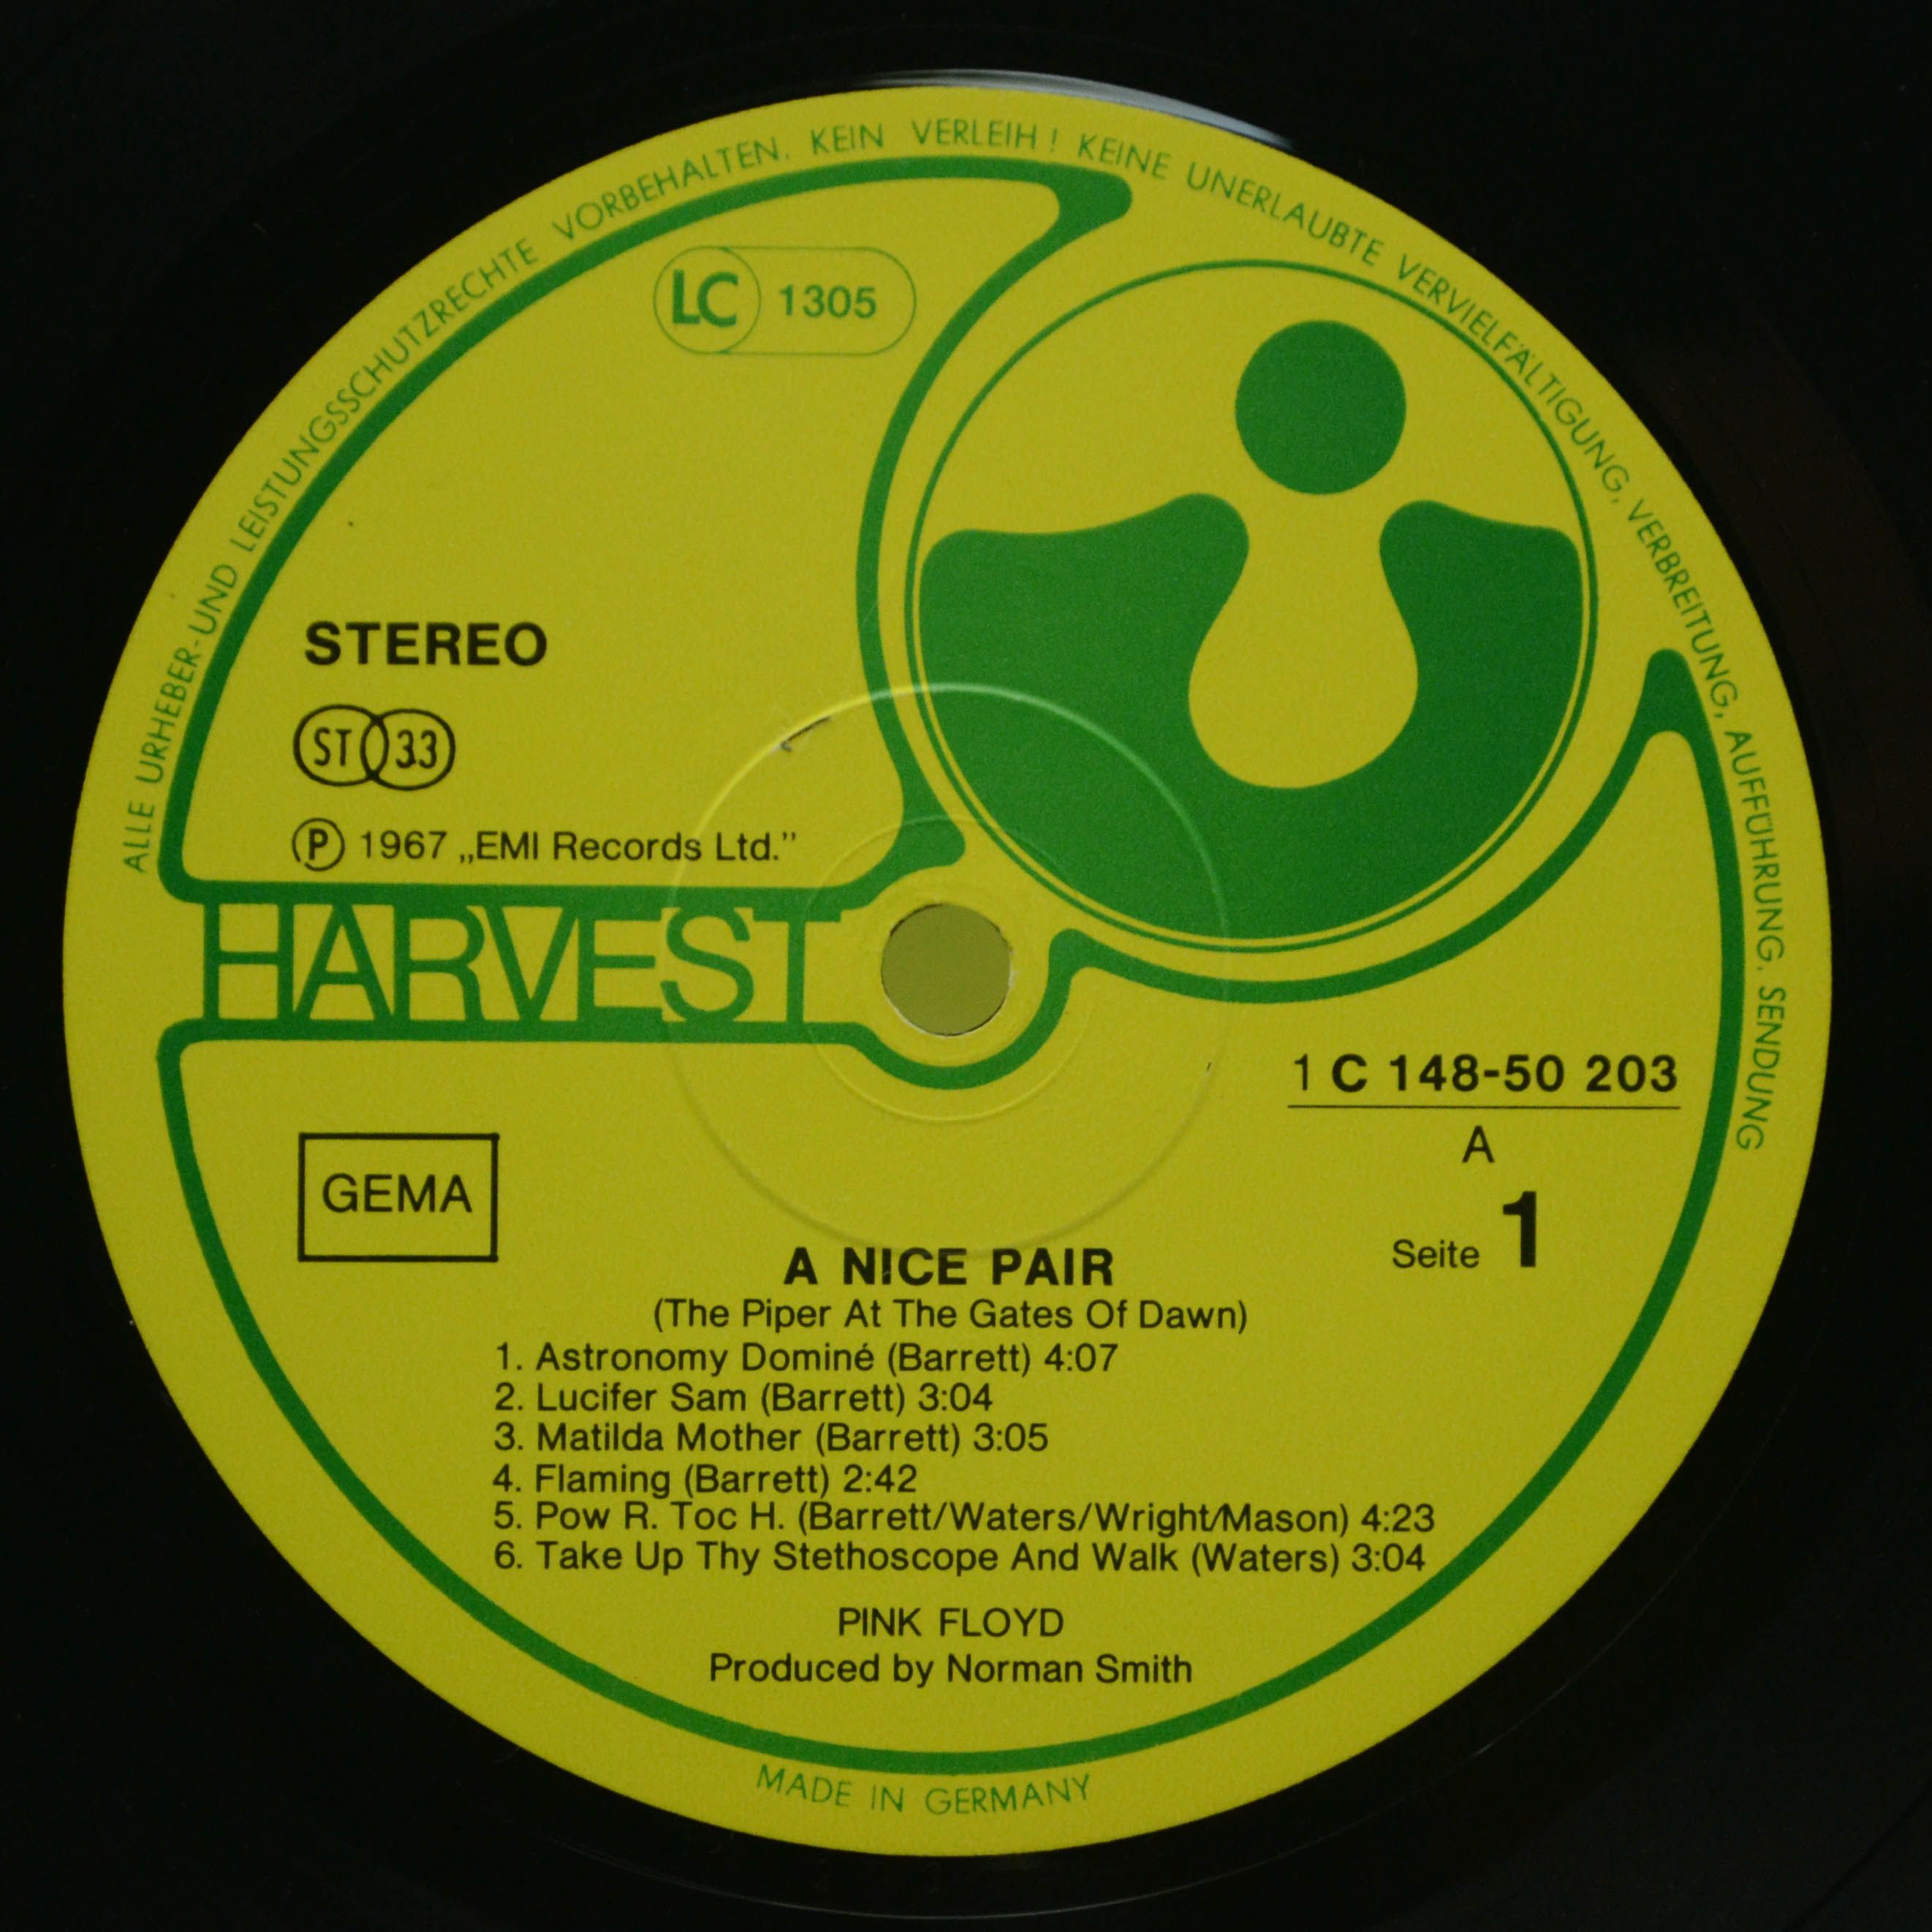 ALLE URHEBER-UND LEISTUNGSSCHUTZRECHTE VORBEHALTEN. KEIN VERLEIH! KEINE UNERLAUBTE VERVIELFÄLTIGUNG, VERBREITUNG, AUFFÜHRUNG, SENDUNG
LC 1305
STEREO
ST 33
Ⓟ 1967 „EMI Records Ltd.”
HARVEST
1 C 148-50 203
A
Seite 1
GEMA
A NICE PAIR
(The Piper At The Gates Of Dawn)
1. Astronomy Dominé (Barrett) 4:07
2. Lucifer Sam (Barrett) 3:04
3. Matilda Mother (Barrett) 3:05
4. Flaming (Barrett) 2:42
5. Pow R. Toc H. (Barrett/Waters/Wright/Mason) 4:23
6. Take Up Thy Stethoscope And Walk (Waters) 3:04
PINK FLOYD
Produced by Norman Smith
MADE IN GERMANY